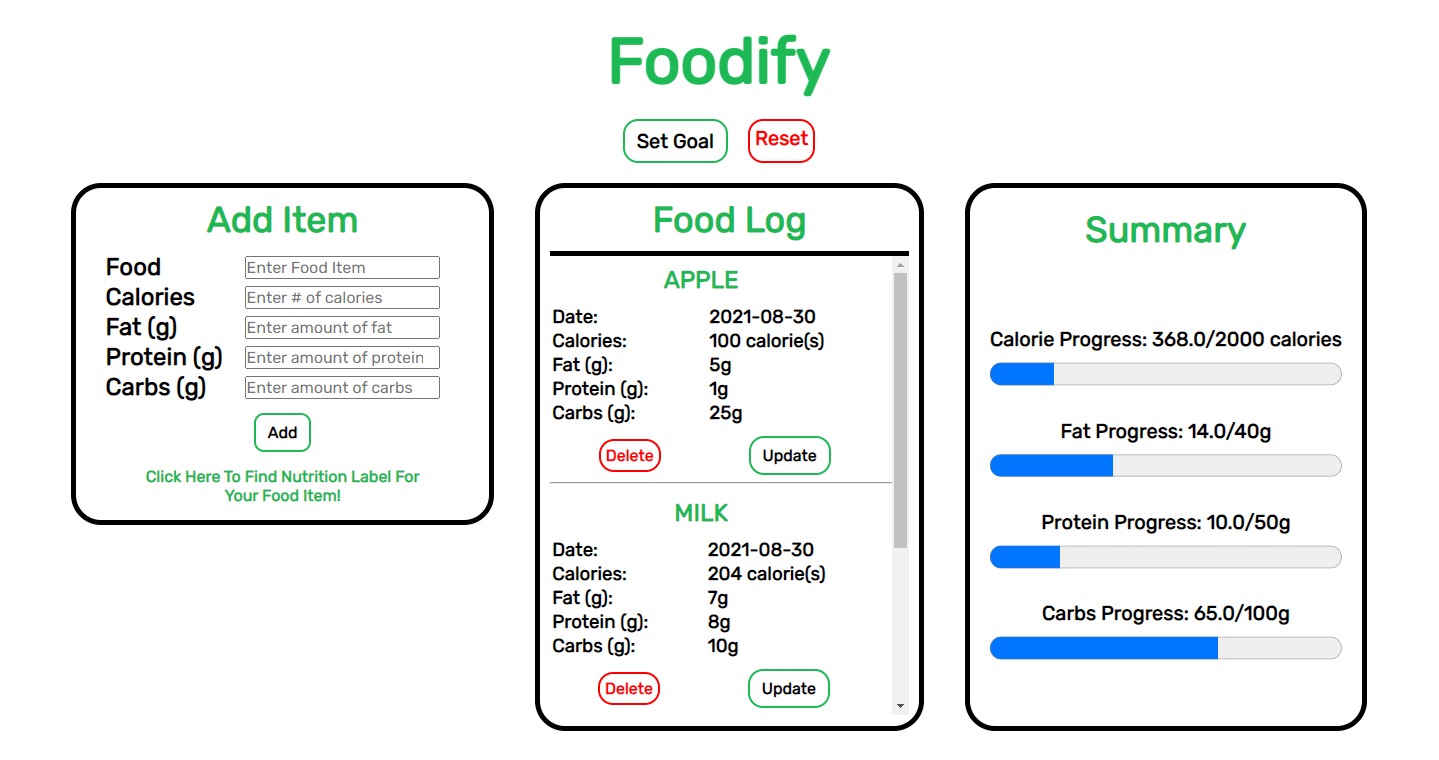 Foodify
Set Goal
Reset
Add Item
Food
Enter Food Item
Calories
Enter # of calories
Fat (g)
Enter amount of fat
Protein (g)
Enter amount of protein
Carbs (g)
Enter amount of carbs
Add
Click Here To Find Nutrition Label For
Your Food Item!
Food Log
APPLE
Date: 2021-08-30
Calories: 100 calorie(s)
Fat (g): 5g
Protein (g): 1g
Carbs (g): 25g
Delete
Update
MILK
Date: 2021-08-30
Calories: 204 calorie(s)
Fat (g): 7g
Protein (g): 8g
Carbs (g): 10g
Delete
Update
Summary
Calorie Progress: 368.0/2000 calories
Fat Progress: 14.0/40g
Protein Progress: 10.0/50g
Carbs Progress: 65.0/100g